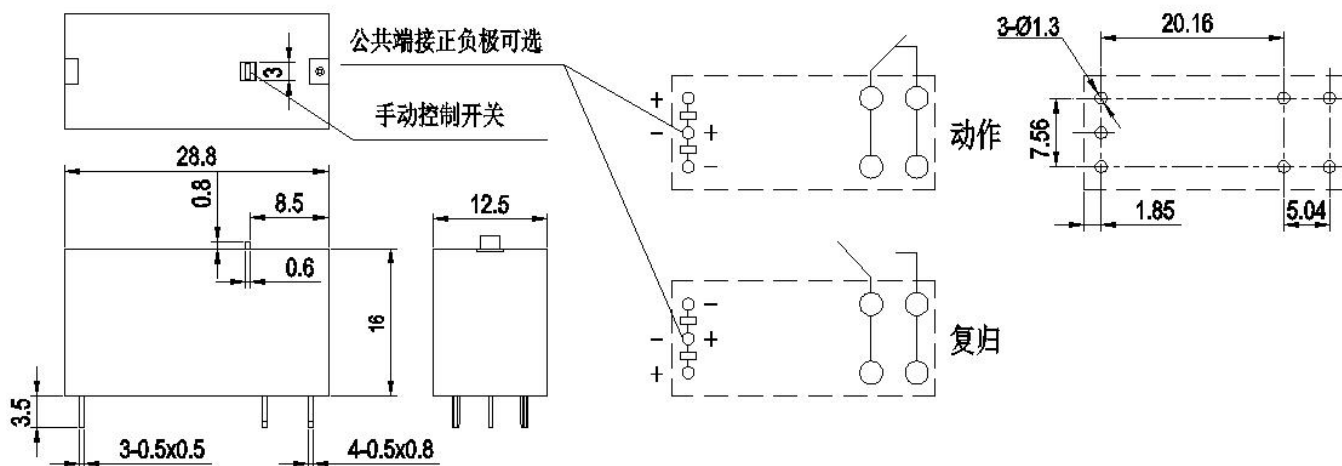 公共端接正负极可选
3
手动控制开关
28.8
0.8
8.5
0.6
16
3.5
3-0.5x0.5
4-0.5x0.8
12.5
+
- +
-
动作
-
- +
+
复归
3-Ø1.3
20.16
7.56
1.85
5.04